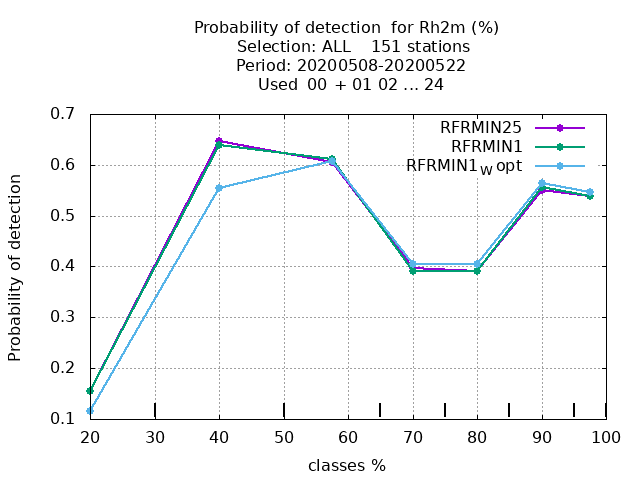 Probability of detection  for Rh2m (%)
Selection: ALL    151 stations
Period: 20200508-20200522
Used  00  + 01 02 ... 24
RFRMIN25
RFRMIN1
RFRMIN1w opt
Probability of detection
0.7
0.6
0.5
0.4
0.3
0.2
0.1
20 30 40 50 60 70 80 90 100
classes %